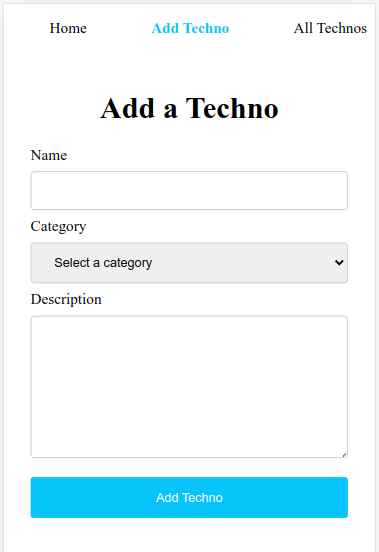 Home Add Techno All Technos
Add a Techno
Name
Category
Select a category
Description
Add Techno